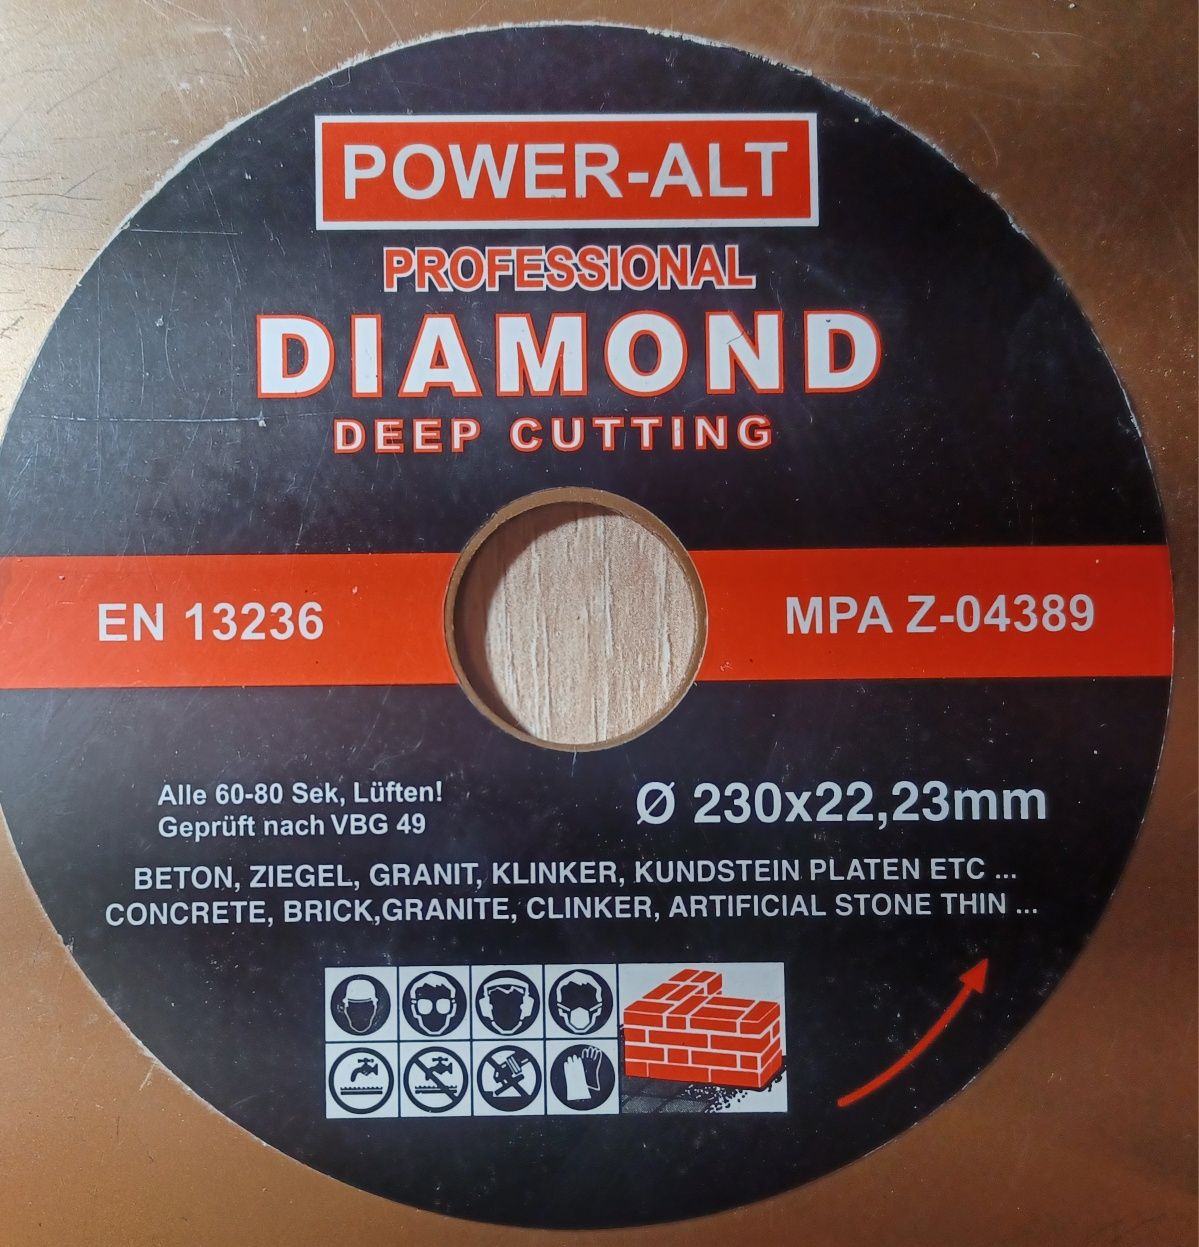 POWER-ALT
PROFESSIONAL
DIAMOND
DEEP CUTTING
EN 13236
MPA Z-04389
Alle 60-80 Sek, Lüften!
Geprüft nach VBG 49
Ø 230x22,23mm
BETON, ZIEGEL, GRANIT, KLINKER, KUNDSTEIN PLATEN ETC ...
CONCRETE, BRICK,GRANITE, CLINKER, ARTIFICIAL STONE THIN ...